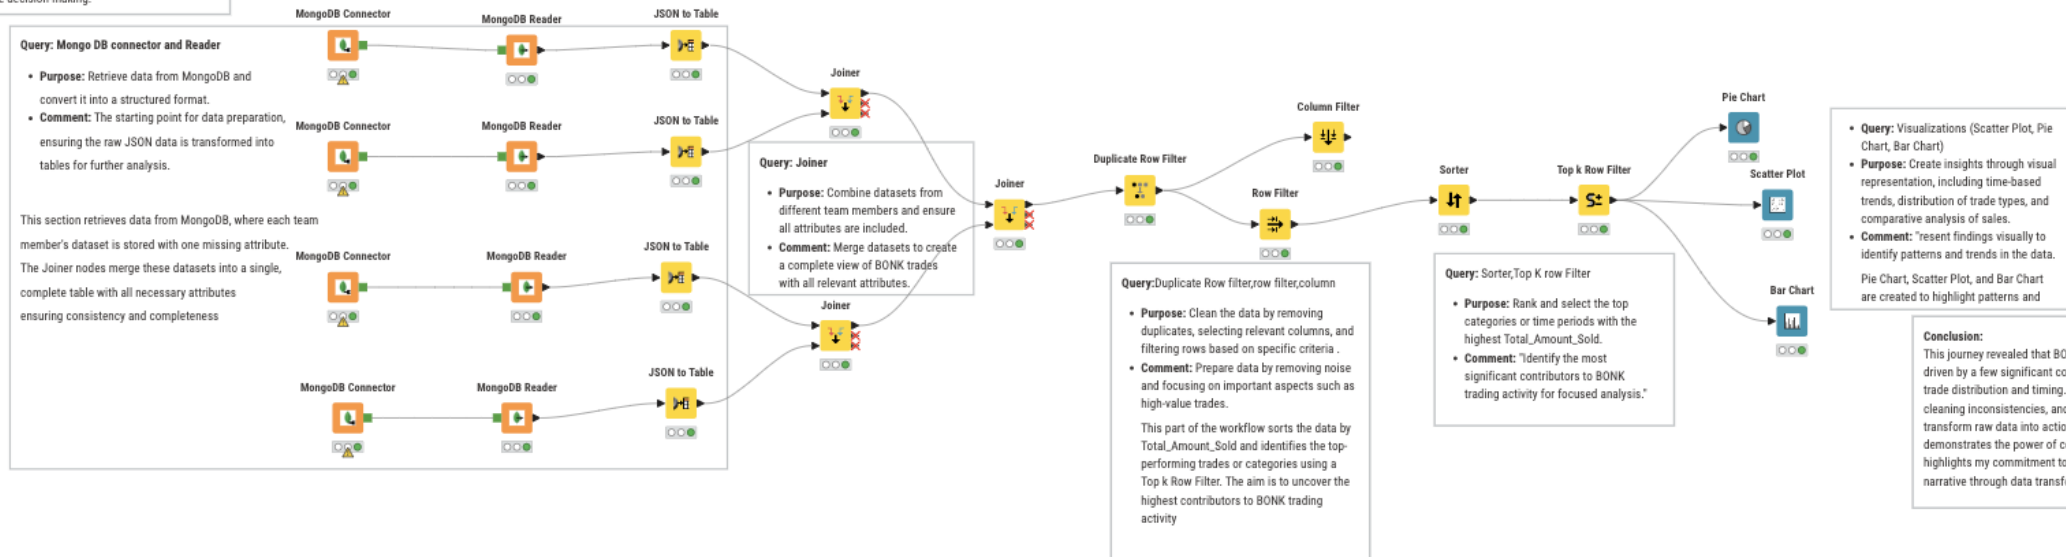 MongoDB Connector
MongoDB Reader
JSON to Table
Query: Mongo DB connector and Reader
• Purpose: Retrieve data from MongoDB and
convert it into a structured format.
• Comment: The starting point for data preparation,
ensuring the raw JSON data is transformed into
tables for further analysis.
This section retrieves data from MongoDB, where each team
member's dataset is stored with one missing attribute.
The Joiner nodes merge these datasets into a single,
complete table with all necessary attributes
ensuring consistency and completeness
MongoDB Connector
MongoDB Reader
JSON to Table
MongoDB Connector
MongoDB Reader
JSON to Table
MongoDB Connector
MongoDB Reader
JSON to Table
Joiner
Query: Joiner
• Purpose: Combine datasets from
different team members and ensure
all attributes are included.
• Comment: Merge datasets to create
a complete view of BONK trades
with all relevant attributes.
Joiner
Joiner
Duplicate Row Filter
Column Filter
Row Filter
Query:Duplicate Row filter,row filter,column
• Purpose: Clean the data by removing
duplicates, selecting relevant columns, and
filtering rows based on specific criteria .
• Comment: Prepare data by removing noise
and focusing on important aspects such as
high-value trades.
This part of the workflow sorts the data by
Total_Amount_Sold and identifies the top-
performing trades or categories using a
Top k Row Filter. The aim is to uncover the
highest contributors to BONK trading
activity
Sorter
Top k Row Filter
Query: Sorter,Top K row Filter
• Purpose: Rank and select the top
categories or time periods with the
highest Total_Amount_Sold.
• Comment: "Identify the most
significant contributors to BONK
trading activity for focused analysis."
Pie Chart
Scatter Plot
Bar Chart
• Query: Visualizations (Scatter Plot, Pie
Chart, Bar Chart)
• Purpose: Create insights through visual
representation, including time-based
trends, distribution of trade types, and
comparative analysis of sales.
• Comment: "resent findings visually to
identify patterns and trends in the data.
Pie Chart, Scatter Plot, and Bar Chart
are created to highlight patterns and
Conclusion:
This journey revealed that
driven by a few significant
trade distribution and timing.
cleaning inconsistencies,
transform raw data into
demonstrates the power of
highlights my commitment
narrative through data